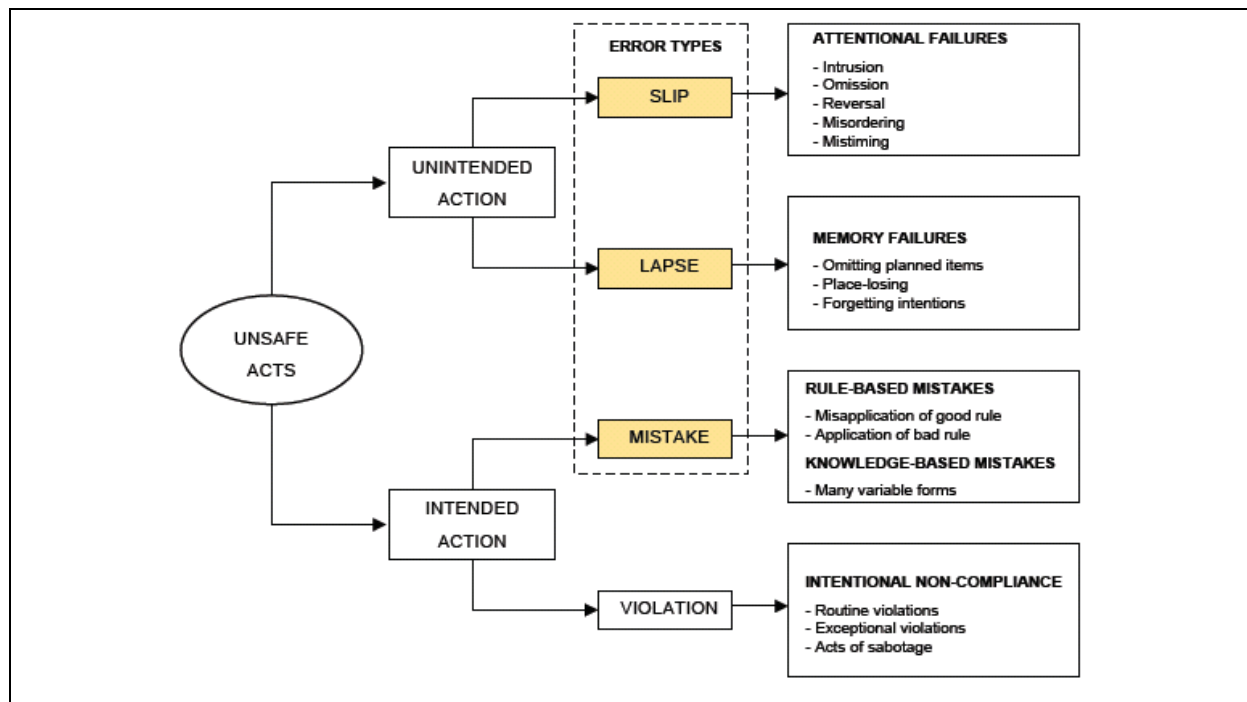 ERROR TYPES
SLIP
ATTENTIONAL FAILURES
- Intrusion
- Omission
- Reversal
- Misordering
- Mistiming
UNINTENDED
ACTION
LAPSE
MEMORY FAILURES
- Omitting planned items
- Place-losing
- Forgetting intentions
UNSAFE
ACTS
MISTAKE
RULE-BASED MISTAKES
- Misapplication of good rule
- Application of bad rule
KNOWLEDGE-BASED MISTAKES
- Many variable forms
INTENDED
ACTION
VIOLATION
INTENTIONAL NON-COMPLIANCE
- Routine violations
- Exceptional violations
- Acts of sabotage